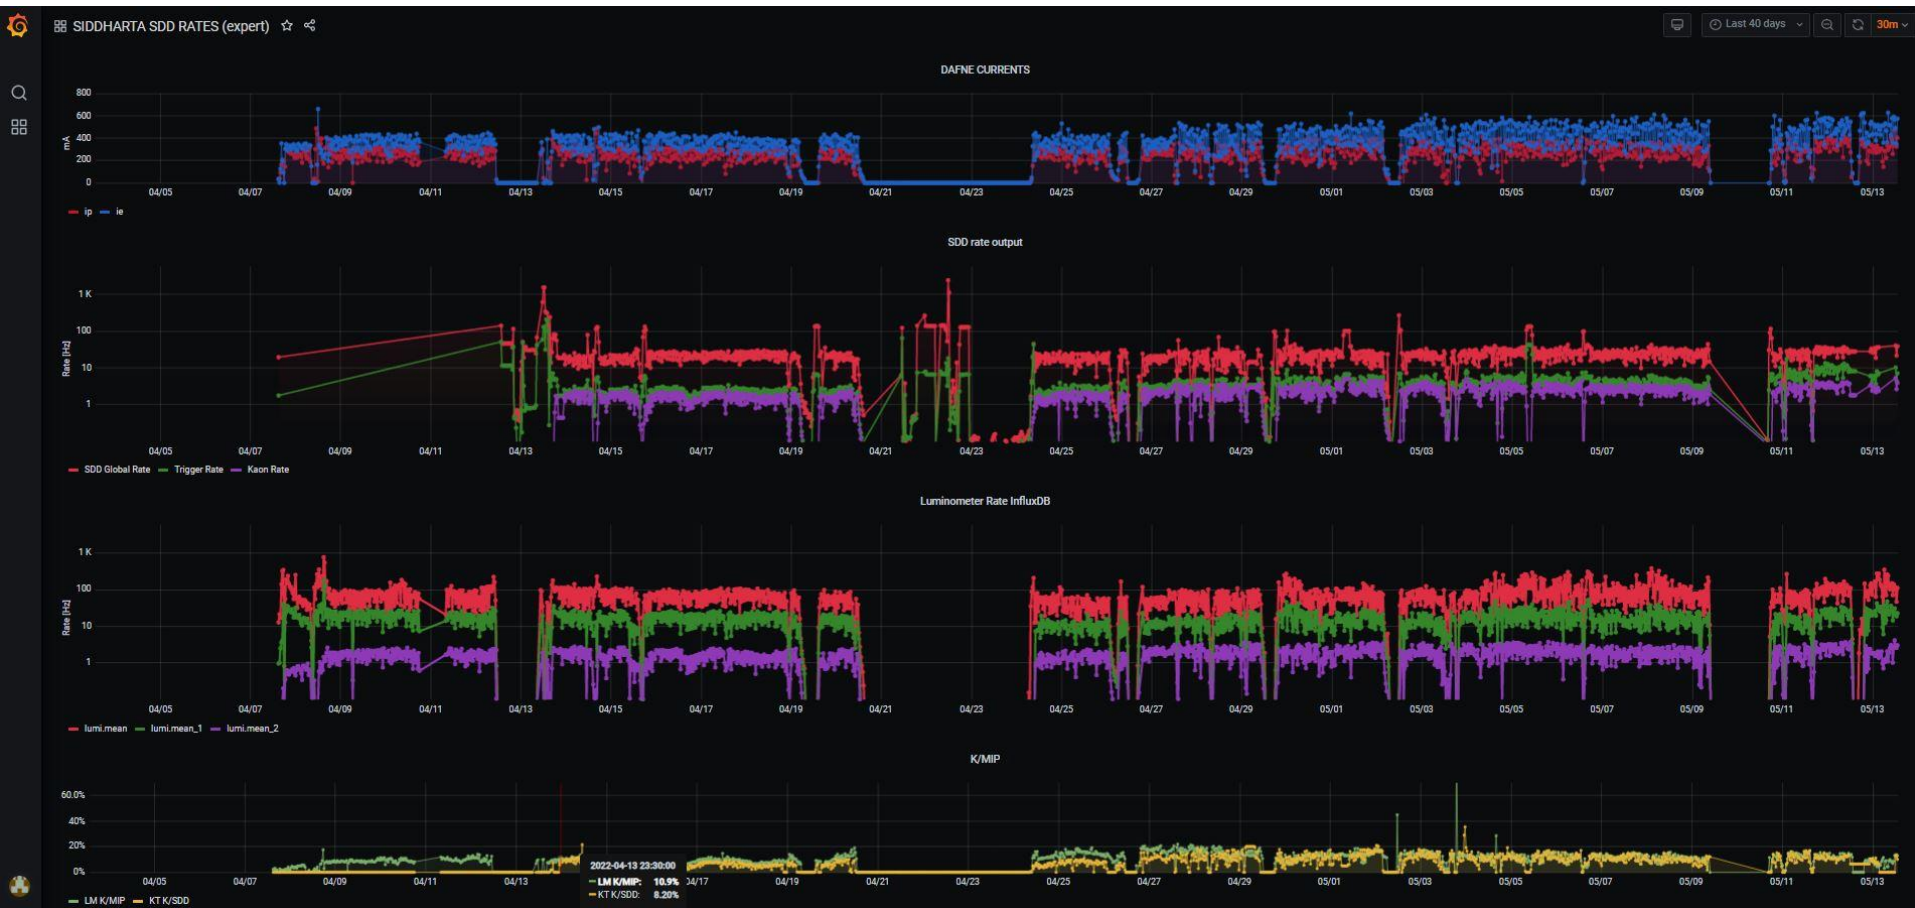 SIDDHARTA SDD RATES (expert)
Last 40 days
30m
DAFNE CURRENTS
800
600
400
200
0
mA
04/05 04/07 04/09 04/11 04/13 04/15 04/17 04/19 04/21 04/23 04/25 04/27 04/29 05/01 05/03 05/05 05/07 05/09 05/11 05/13
ip ie
SDD rate output
1 K
100
10
1
Rate [Hz]
04/05 04/07 04/09 04/11 04/13 04/15 04/17 04/19 04/21 04/23 04/25 04/27 04/29 05/01 05/03 05/05 05/07 05/09 05/11 05/13
SDD Global Rate Trigger Rate Kaon Rate
Luminometer Rate InfluxDB
1 K
100
10
1
Rate [Hz]
04/05 04/07 04/09 04/11 04/13 04/15 04/17 04/19 04/21 04/23 04/25 04/27 04/29 05/01 05/03 05/05 05/07 05/09 05/11 05/13
lumi.mean lumi.mean_1 lumi.mean_2
K/MIP
60.0%
40%
20%
0%
2022-04-13 23:30:00
LM K/MIP: 10.9%
KT K/SDD: 8.20%
04/05 04/07 04/09 04/11 04/13 04/17 04/19 04/21 04/23 04/25 04/27 04/29 05/01 05/03 05/05 05/07 05/09 05/11 05/13
LM K/MIP KT K/SDD